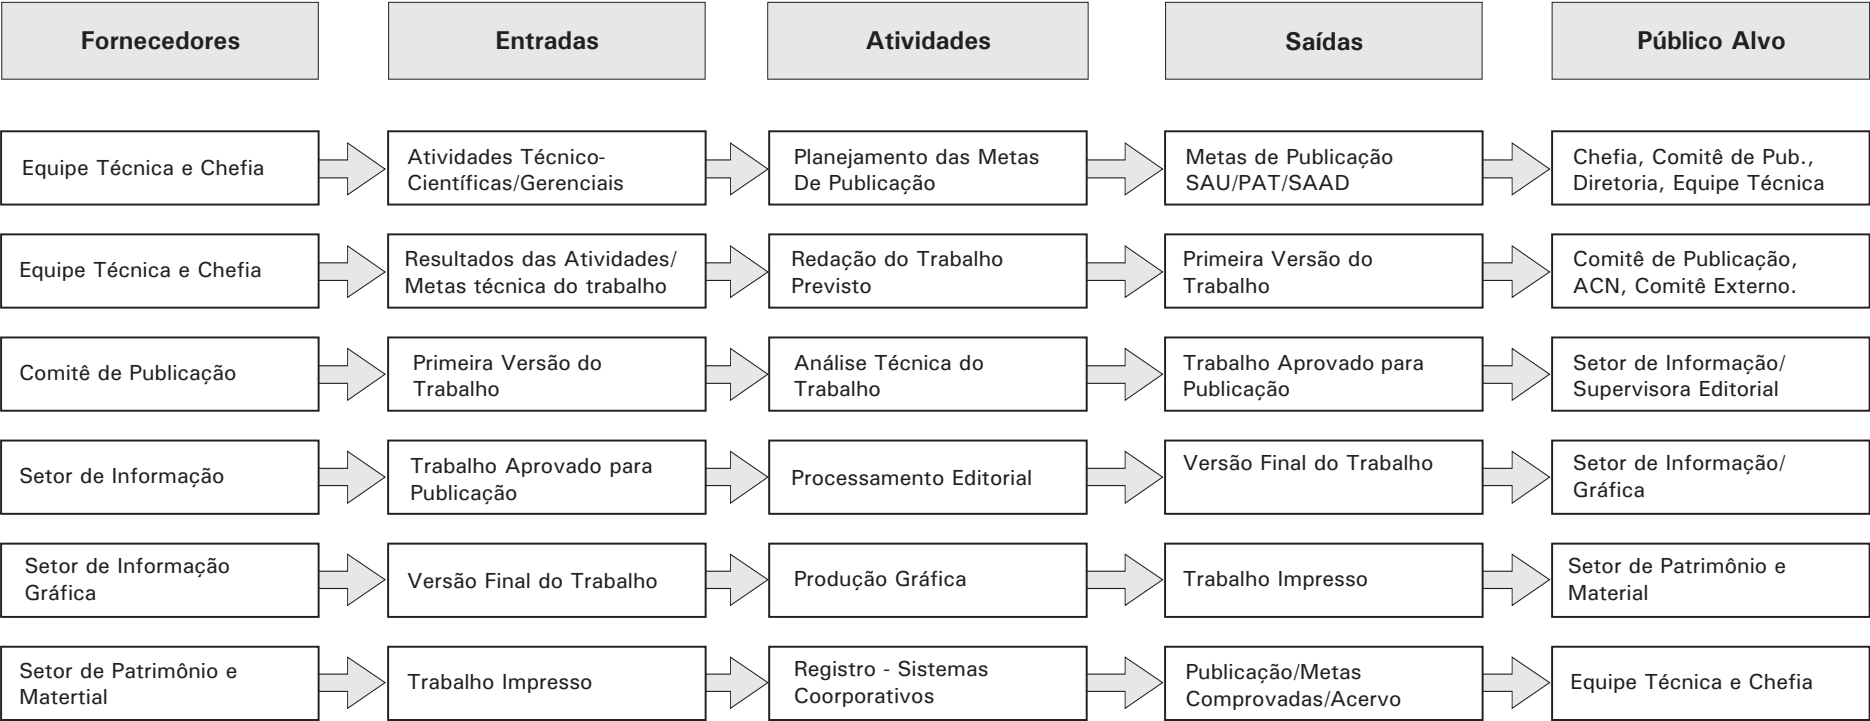 Fornecedores
Entradas
Atividades
Saídas
Público Alvo
Equipe Técnica e Chefia
Atividades Técnico-
Científicas/Gerenciais
Planejamento das Metas
De Publicação
Metas de Publicação
SAU/PAT/SAAD
Chefia, Comitê de Pub.,
Diretoria, Equipe Técnica
Equipe Técnica e Chefia
Resultados das Atividades/
Metas técnica do trabalho
Redação do Trabalho
Previsto
Primeira Versão do
Trabalho
Comitê de Publicação,
ACN, Comitê Externo.
Comitê de Publicação
Primeira Versão do
Trabalho
Análise Técnica do
Trabalho
Trabalho Aprovado para
Publicação
Setor de Informação/
Supervisora Editorial
Setor de Informação
Trabalho Aprovado para
Publicação
Processamento Editorial
Versão Final do Trabalho
Setor de Informação/
Gráfica
Setor de Informação
Gráfica
Versão Final do Trabalho
Produção Gráfica
Trabalho Impresso
Setor de Patrimônio e
Material
Setor de Patrimônio e
Matertial
Trabalho Impresso
Registro - Sistemas
Coorporativos
Publicação/Metas
Comprovadas/Acervo
Equipe Técnica e Chefia